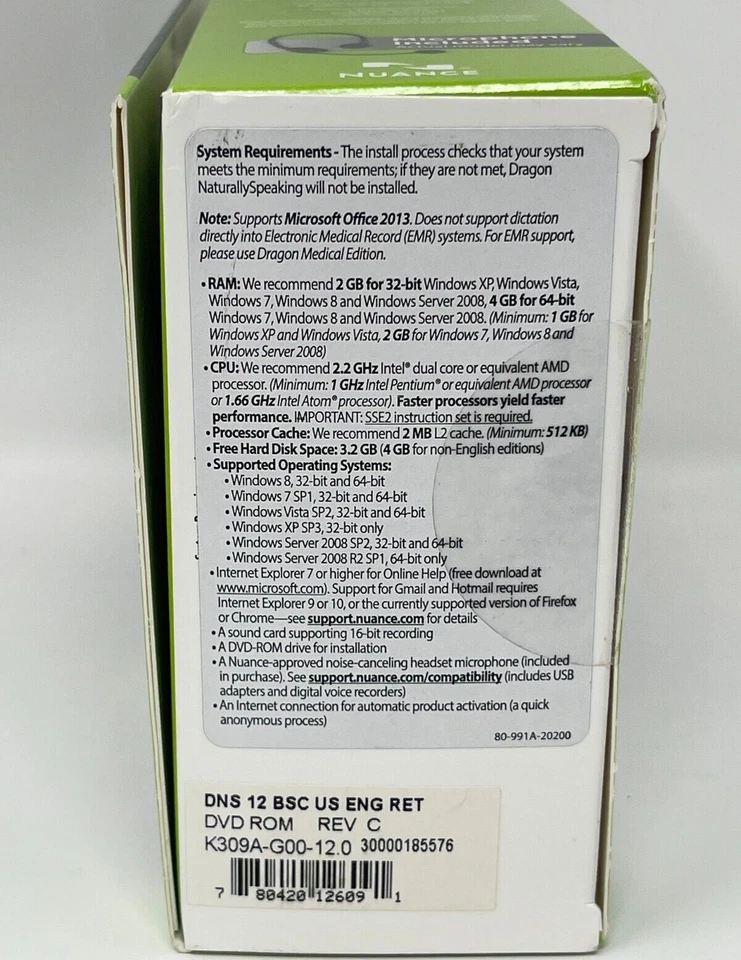 Microphone
Included
Actual model may vary
NUANCE
System Requirements - The install process checks that your system
meets the minimum requirements; if they are not met, Dragon
NaturallySpeaking will not be installed.
Note: Supports Microsoft Office 2013. Does not support dictation
directly into Electronic Medical Record (EMR) systems. For EMR support,
please use Dragon Medical Edition.
• RAM: We recommend 2 GB for 32-bit Windows XP, Windows Vista,
Windows 7, Windows 8 and Windows Server 2008, 4 GB for 64-bit
Windows 7, Windows 8 and Windows Server 2008. (Minimum: 1 GB for
Windows XP and Windows Vista, 2 GB for Windows 7, Windows 8 and
Windows Server 2008)
• CPU: We recommend 2.2 GHz Intel® dual core or equivalent AMD
processor. (Minimum: 1 GHz Intel Pentium® or equivalent AMD processor
or 1.66 GHz Intel Atom® processor). Faster processors yield faster
performance. IMPORTANT: SSE2 instruction set is required.
• Processor Cache: We recommend 2 MB L2 cache. (Minimum: 512 KB)
• Free Hard Disk Space: 3.2 GB (4 GB for non-English editions)
• Supported Operating Systems:
• Windows 8, 32-bit and 64-bit
• Windows 7 SP1, 32-bit and 64-bit
• Windows Vista SP2, 32-bit and 64-bit
• Windows XP SP3, 32-bit only
• Windows Server 2008 SP2, 32-bit and 64-bit
• Windows Server 2008 R2 SP1, 64-bit only
• Internet Explorer 7 or higher for Online Help (free download at
www.microsoft.com). Support for Gmail and Hotmail requires
Internet Explorer 9 or 10, or the currently supported version of Firefox
or Chrome—see support.nuance.com for details
• A sound card supporting 16-bit recording
• A DVD-ROM drive for installation
• A Nuance-approved noise-canceling headset microphone (included
in purchase). See support.nuance.com/compatibility (includes USB
adapters and digital voice recorders)
• An Internet connection for automatic product activation (a quick
anonymous process)
80-991A-20200
DNS 12 BSC US ENG RET
DVD ROM REV C
K309A-G00-12.0 30000185576
7 80420 12609 1